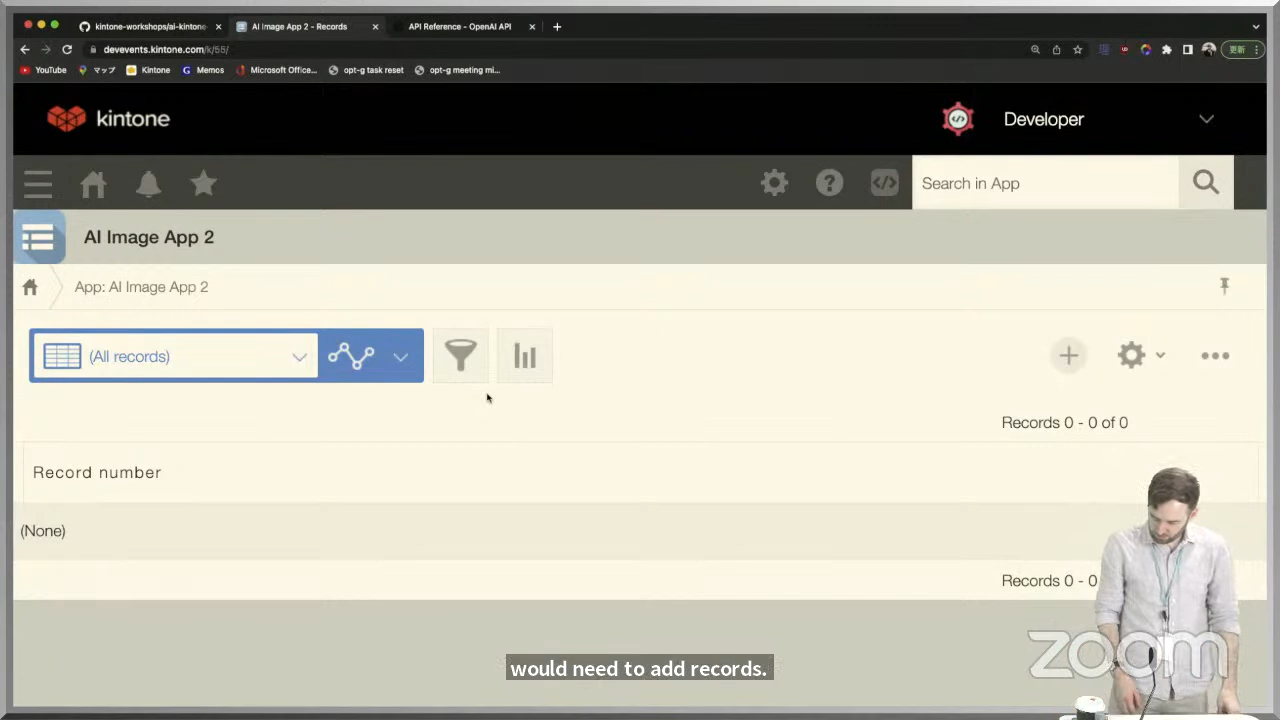 kintone-workshops/ai-kintone-
AI Image App 2 - Records
API Reference - OpenAI API
devevents.kintone.com/k/58/
更新
YouTube
マップ
Kintone
Memos
Microsoft Office...
opt-g task reset
opt-g meeting mi...
kintone
Developer
Search in App
AI Image App 2
App: AI Image App 2
(All records)
Records 0 - 0 of 0
Record number
(None)
Records 0 - 0
would need to add records.
zoom